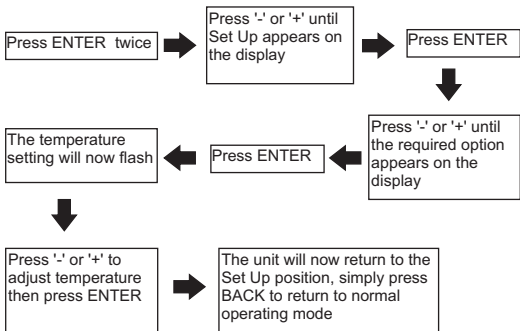 Press ENTER twice
Press '-' or '+' until
Set Up appears on
the display
Press ENTER
Press '-' or '+' until
the required option
appears on the
display
Press ENTER
The temperature
setting will now flash
Press '-' or '+' to
adjust temperature
then press ENTER
The unit will now return to the
Set Up position, simply press
BACK to return to normal
operating mode